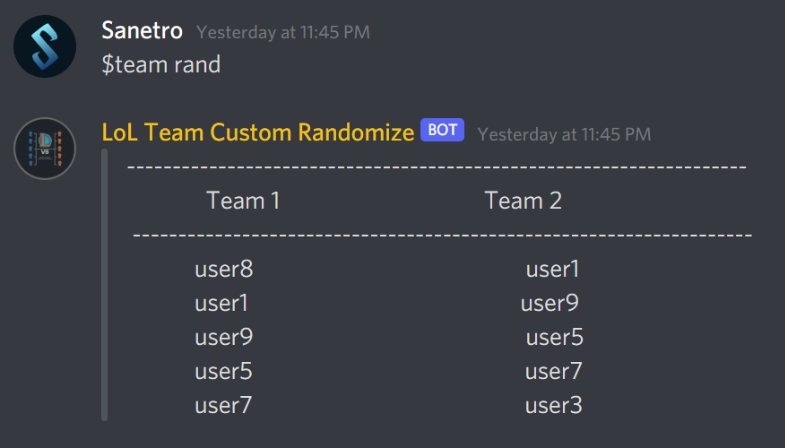 Sanetro Yesterday at 11:45 PM
$team rand
LoL Team Custom Randomize BOT Yesterday at 11:45 PM
--------------------------------------------------------------------
Team 1 Team 2
--------------------------------------------------------------------
user8 user1
user1 user9
user9 user5
user5 user7
user7 user3